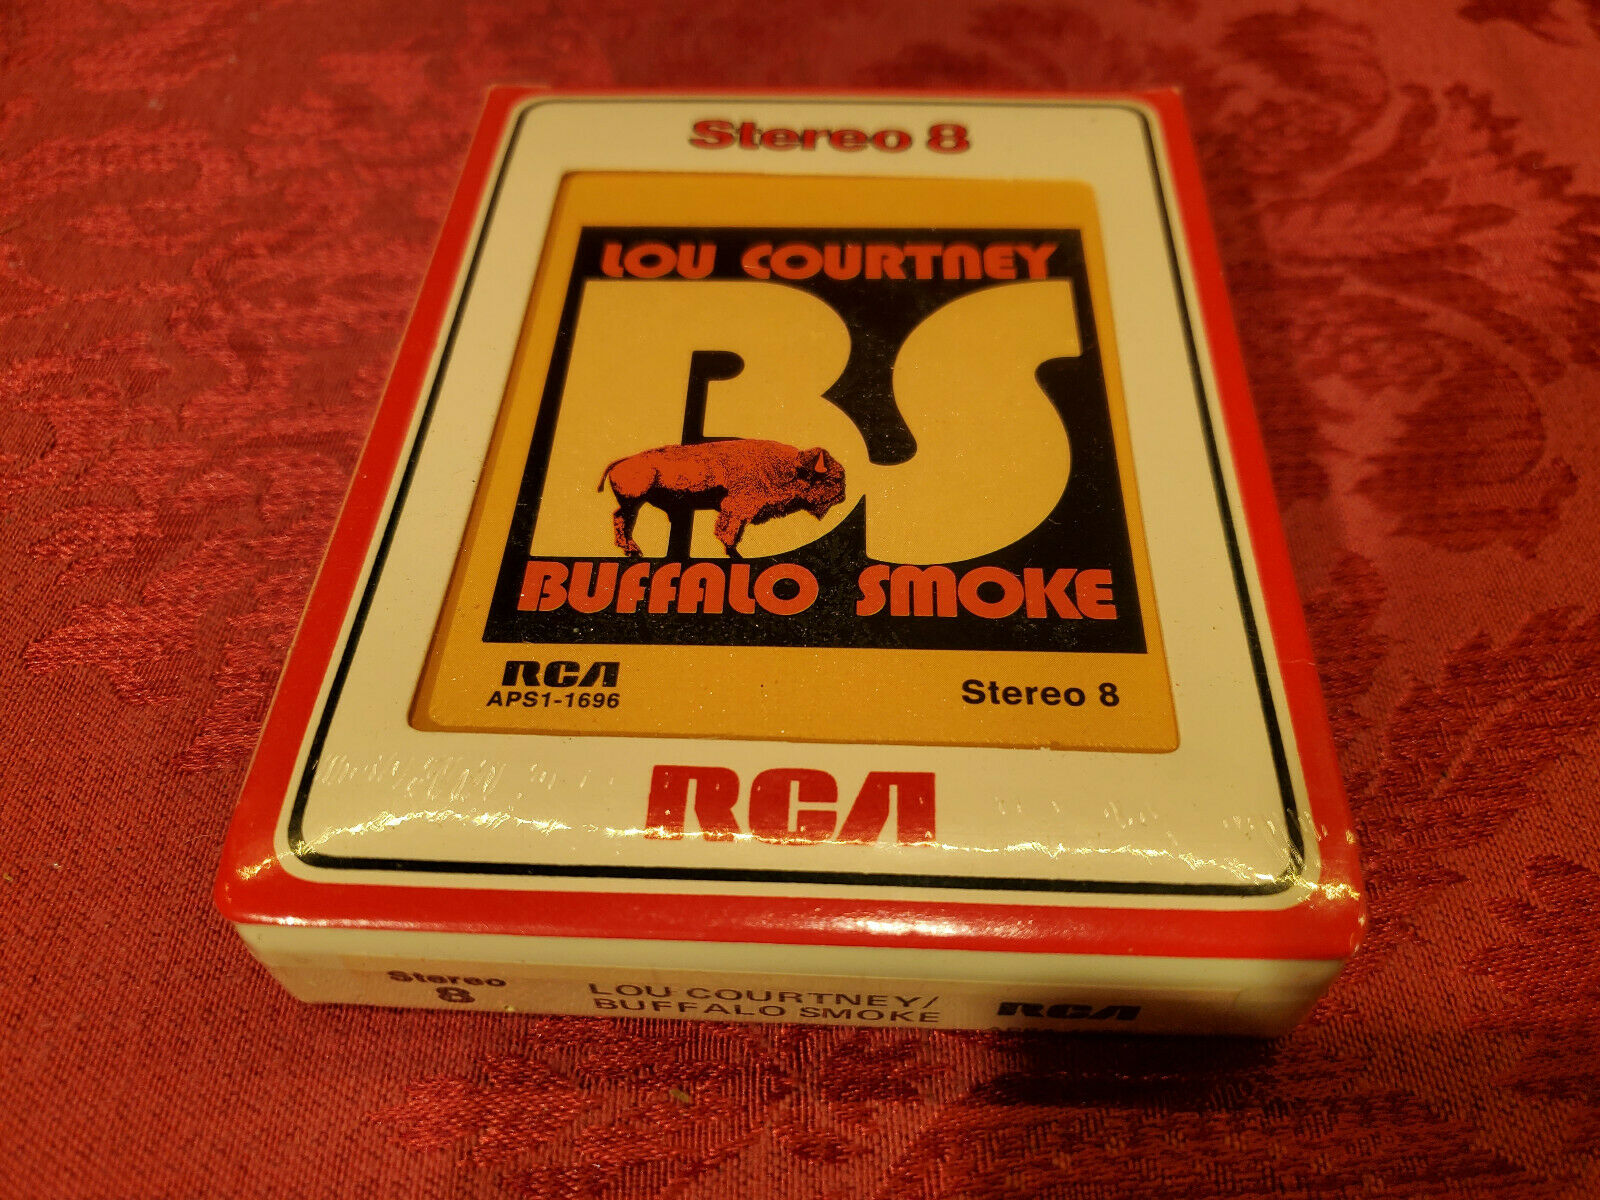 Stereo 8
LOU COURTNEY
BS
BUFFALO SMOKE
RCA
APS1-1696
Stereo 8
RCA
Stereo
8
LOU COURTNEY/
BUFFALO SMOKE
RCA